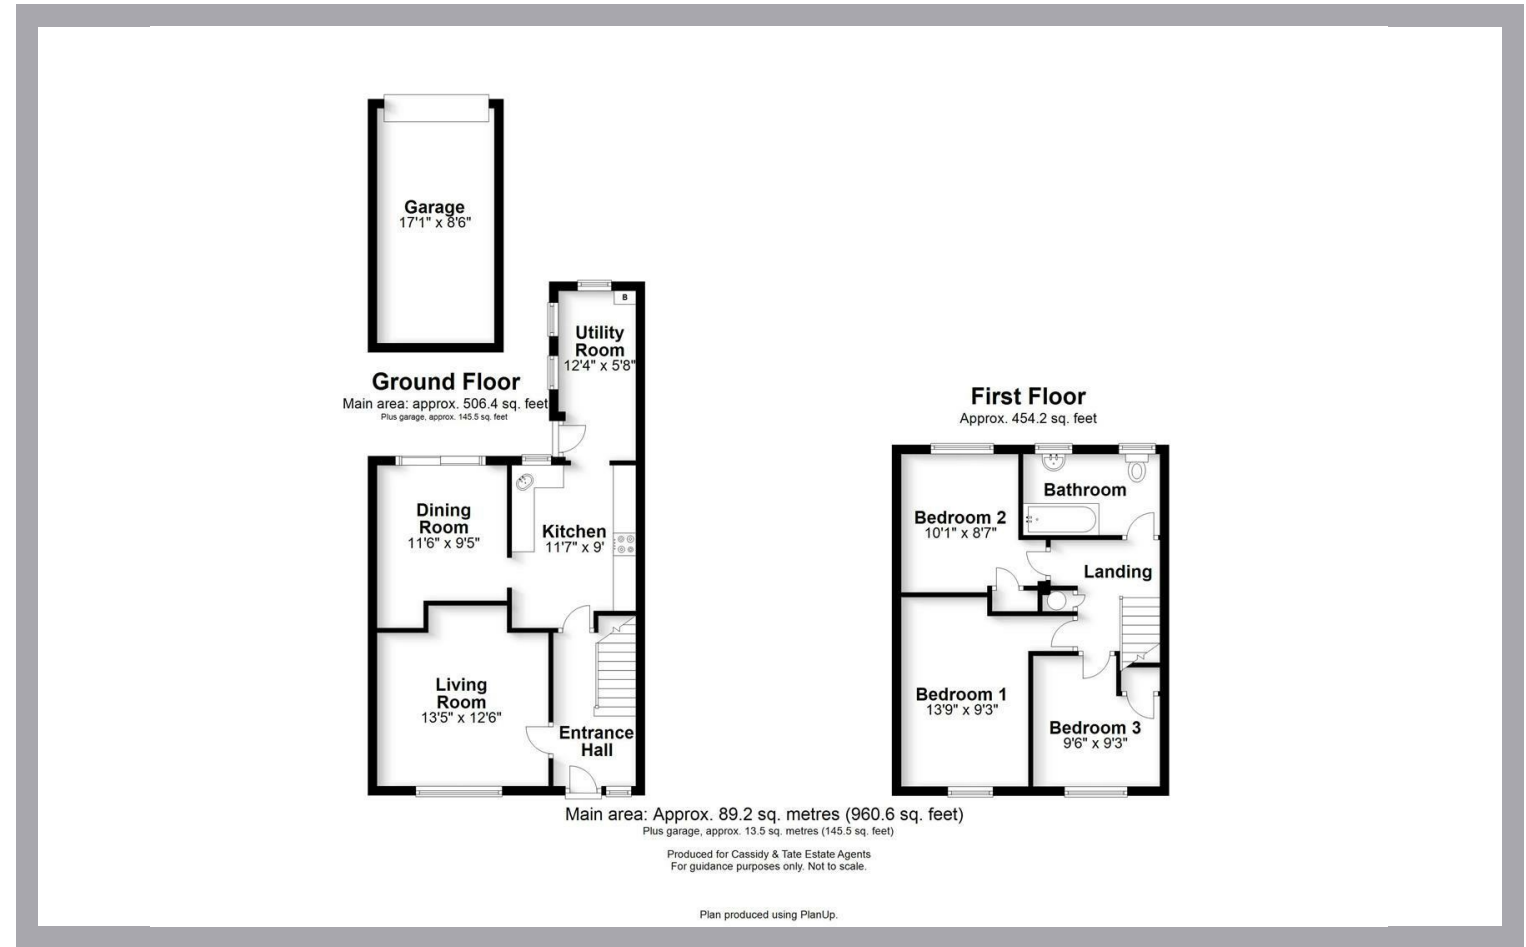 Garage
17'1" x 8'6"
B
Utility
Room
12'4" x 5'8"
Ground Floor
Main area: approx. 506.4 sq. feet
Plus garage, approx. 145.5 sq. feet
Dining
Room
11'6" x 9'5"
Kitchen
11'7" x 9'
Living
Room
13'5" x 12'6"
Entrance
Hall
First Floor
Approx. 454.2 sq. feet
Bathroom
Bedroom 2
10'1" x 8'7"
Landing
Bedroom 1
13'9" x 9'3"
Bedroom 3
9'6" x 9'3"
Main area: Approx. 89.2 sq. metres (960.6 sq. feet)
Plus garage, approx. 13.5 sq. metres (145.5 sq. feet)
Produced for Cassidy & Tate Estate Agents
For guidance purposes only. Not to scale.
Plan produced using PlanUp.